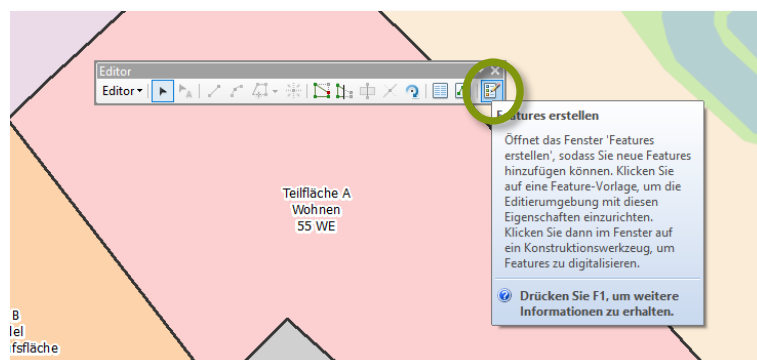 Editor
Editor
Features erstellen
Öffnet das Fenster 'Features
erstellen', sodass Sie neue Features
hinzufügen können. Klicken Sie
auf eine Feature-Vorlage, um die
Editierumgebung mit diesen
Eigenschaften einzurichten.
Klicken Sie dann im Fenster auf
ein Konstruktionswerkzeug, um
Features zu digitalisieren.
Drücken Sie F1, um weitere
Informationen zu erhalten.
Teilfläche A
Wohnen
55 WE
B
lel
fsfläche